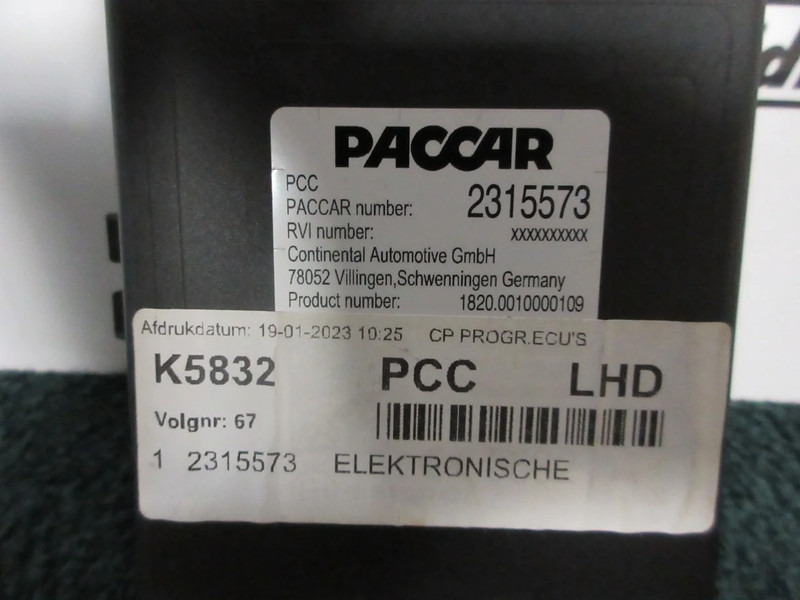 PACCAR
PCC
PACCAR number: 2315573
RVI number: xxxxxxxxxx
Continental Automotive GmbH
78052 Villingen,Schwenningen Germany
Product number: 1820.0010000109
Afdrukdatum: 19-01-2023 10:25 CP PROGR.ECU'S
K5832 PCC LHD
Volgnr: 67
1 2315573 ELEKTRONISCHE